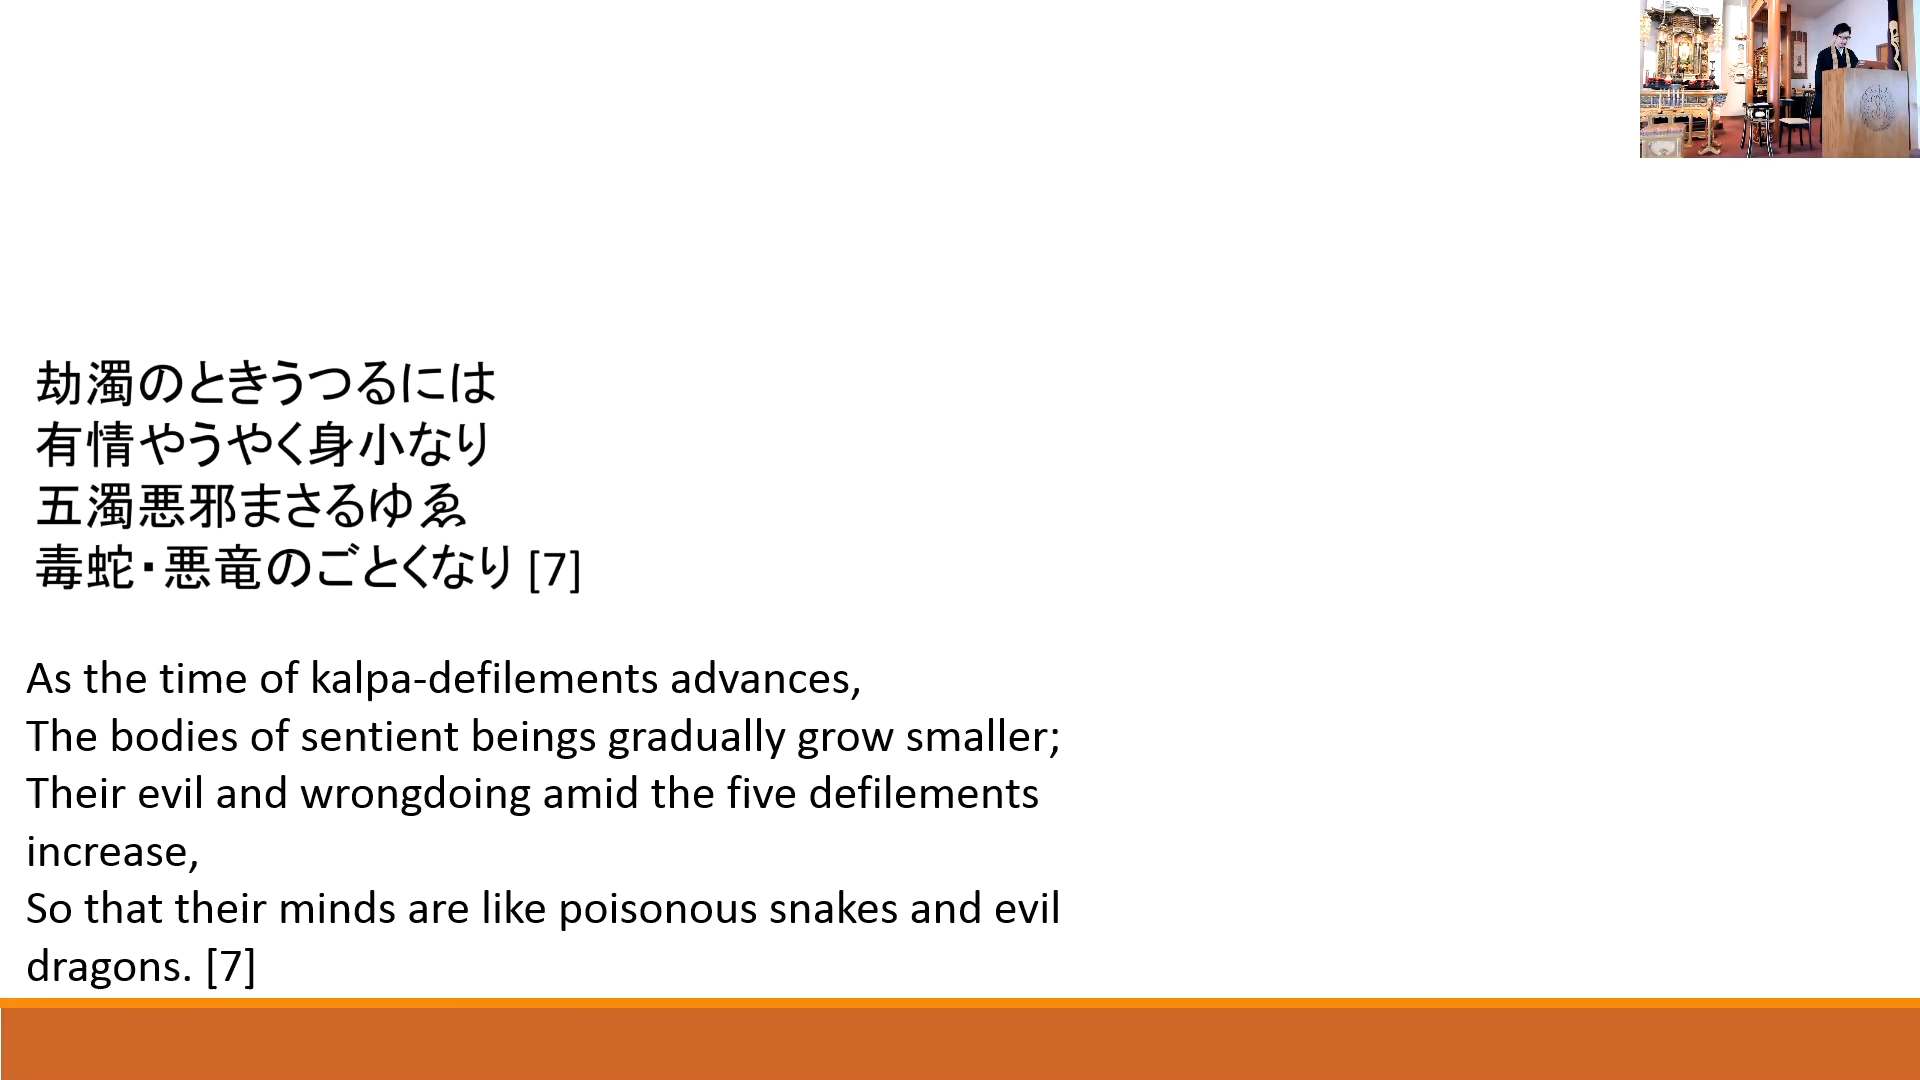 劫濁のときうつるには
有情やうやく身小なり
五濁悪邪まさるゆゑ
毒蛇・悪竜のごとくなり [7]
As the time of kalpa-defilements advances,
The bodies of sentient beings gradually grow smaller;
Their evil and wrongdoing amid the five defilements
increase,
So that their minds are like poisonous snakes and evil
dragons. [7]